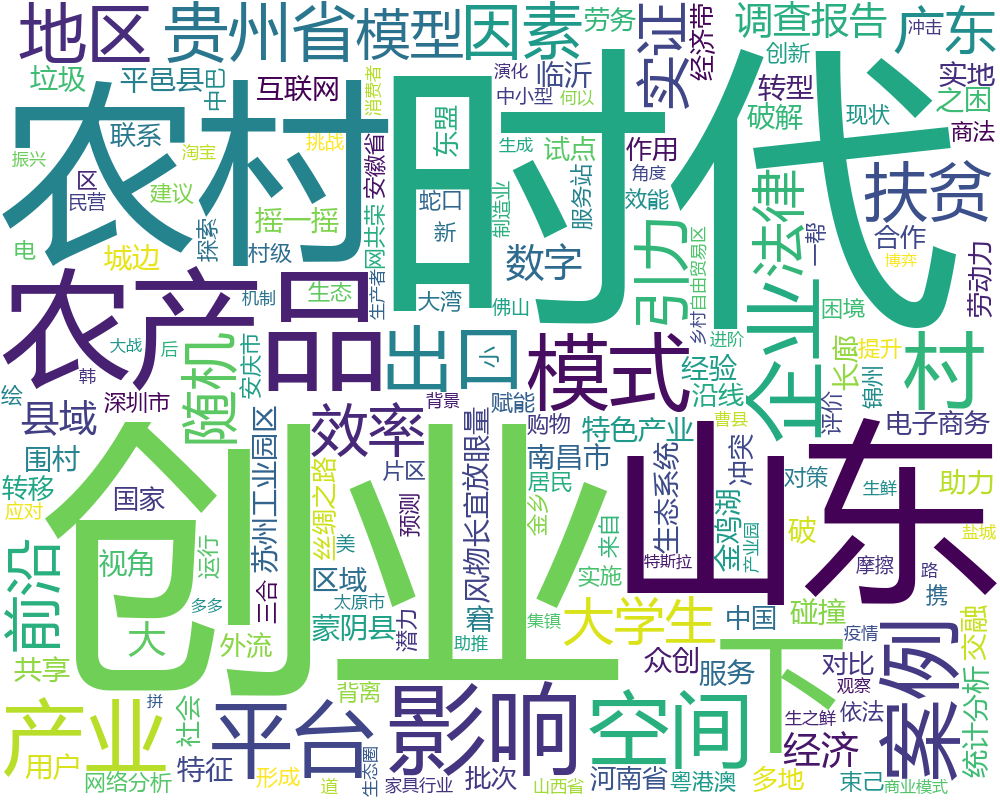 地区
贵州省
模型
因素
劳务
实证
经济带
调查报告
广东
冲击
创新
垃圾
平邑县
中巴
互联网
消费者
演化
临沂
中小型
何以
转型
实地
之困
农村
时代
联系
淘宝
挑战
东盟
生成
试点
作用
破解
现状
商法
振兴
区
民营
建议
安徽省
蛇口
制造业
服务站
角度
效能
扶贫
摇一摇
网共荣
新
引力
法律
一帮
合作
电
城边
探索
村级
数字
乡村
自由贸易区
博弈
劳动力
农产品
机制
生态
生产者
大湾
佛山
企业
困境
大战
后
出口
小
模式
进阶
经验
长廊
提升
村
绘
韩
深圳市
随机
安庆市
背景
赋能
沿线
曹县
评价
锦州
县域
效率
购物
特色产业
电子商务
围村
创业
苏州工业园区
片区
风物长宜放眼量
南昌市
山东
转移
国家
丝绸之路
预测
居民
生态系统
冲突
对策
生鲜
助力
应对
金乡
金鸡湖
破
盐城
前沿
视角
运行
美
来自
特斯拉
产业园
摩擦
路
多多
三合
区域
太原市
实施
携
大
蒙阴县
潜力
窘
集镇
大学生
中国
碰撞
疫情
交融
共享
外流
助推
众创
服务
下
对比
案例
背离
观察
产业
拼
社会
平台
影响
空间
生之鲜
依法
统计分析
用户
特征
经济
网络分析
形成
道
生态圈
家具行业
批次
山西省
河南省
粤港澳
多地
束己
商业模式